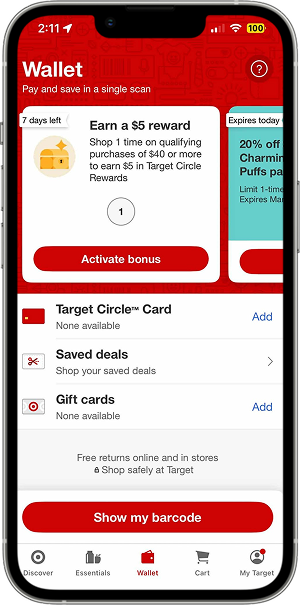 2:11
100
Wallet
?
Pay and save in a single scan
7 days left
Earn a $5 reward
Shop 1 time on qualifying
purchases of $40 or more
to earn $5 in Target Circle
Rewards
1
Activate bonus
Expires today
20% off
Charmin
Puffs pa
Limit 1-time
Expires Mar
Target Circle™ Card
None available
Add
Saved deals
Shop your saved deals
Gift cards
None available
Add
Free returns online and in stores
Shop safely at Target
Show my barcode
Discover
Essentials
Wallet
Cart
My Target